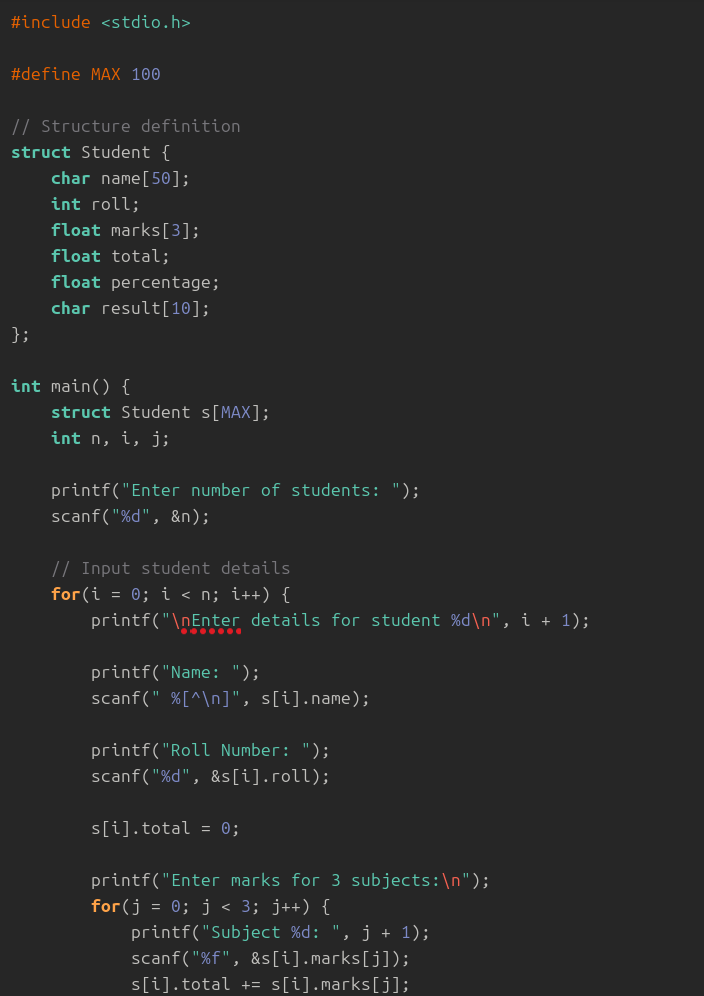 #include <stdio.h>

#define MAX 100

// Structure definition
struct Student {
    char name[50];
    int roll;
    float marks[3];
    float total;
    float percentage;
    char result[10];
};

int main() {
    struct Student s[MAX];
    int n, i, j;

    printf("Enter number of students: ");
    scanf("%d", &n);

    // Input student details
    for(i = 0; i < n; i++) {
        printf("\nEnter details for student %d\n", i + 1);

        printf("Name: ");
        scanf(" %[^\n]", s[i].name);

        printf("Roll Number: ");
        scanf("%d", &s[i].roll);

        s[i].total = 0;

        printf("Enter marks for 3 subjects:\n");
        for(j = 0; j < 3; j++) {
            printf("Subject %d: ", j + 1);
            scanf("%f", &s[i].marks[j]);
            s[i].total += s[i].marks[j];